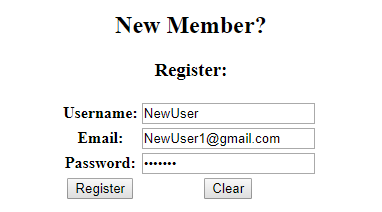 New Member?
Register:
Username: NewUser
Email: NewUser1@gmail.com
Password: •••••••
Register Clear